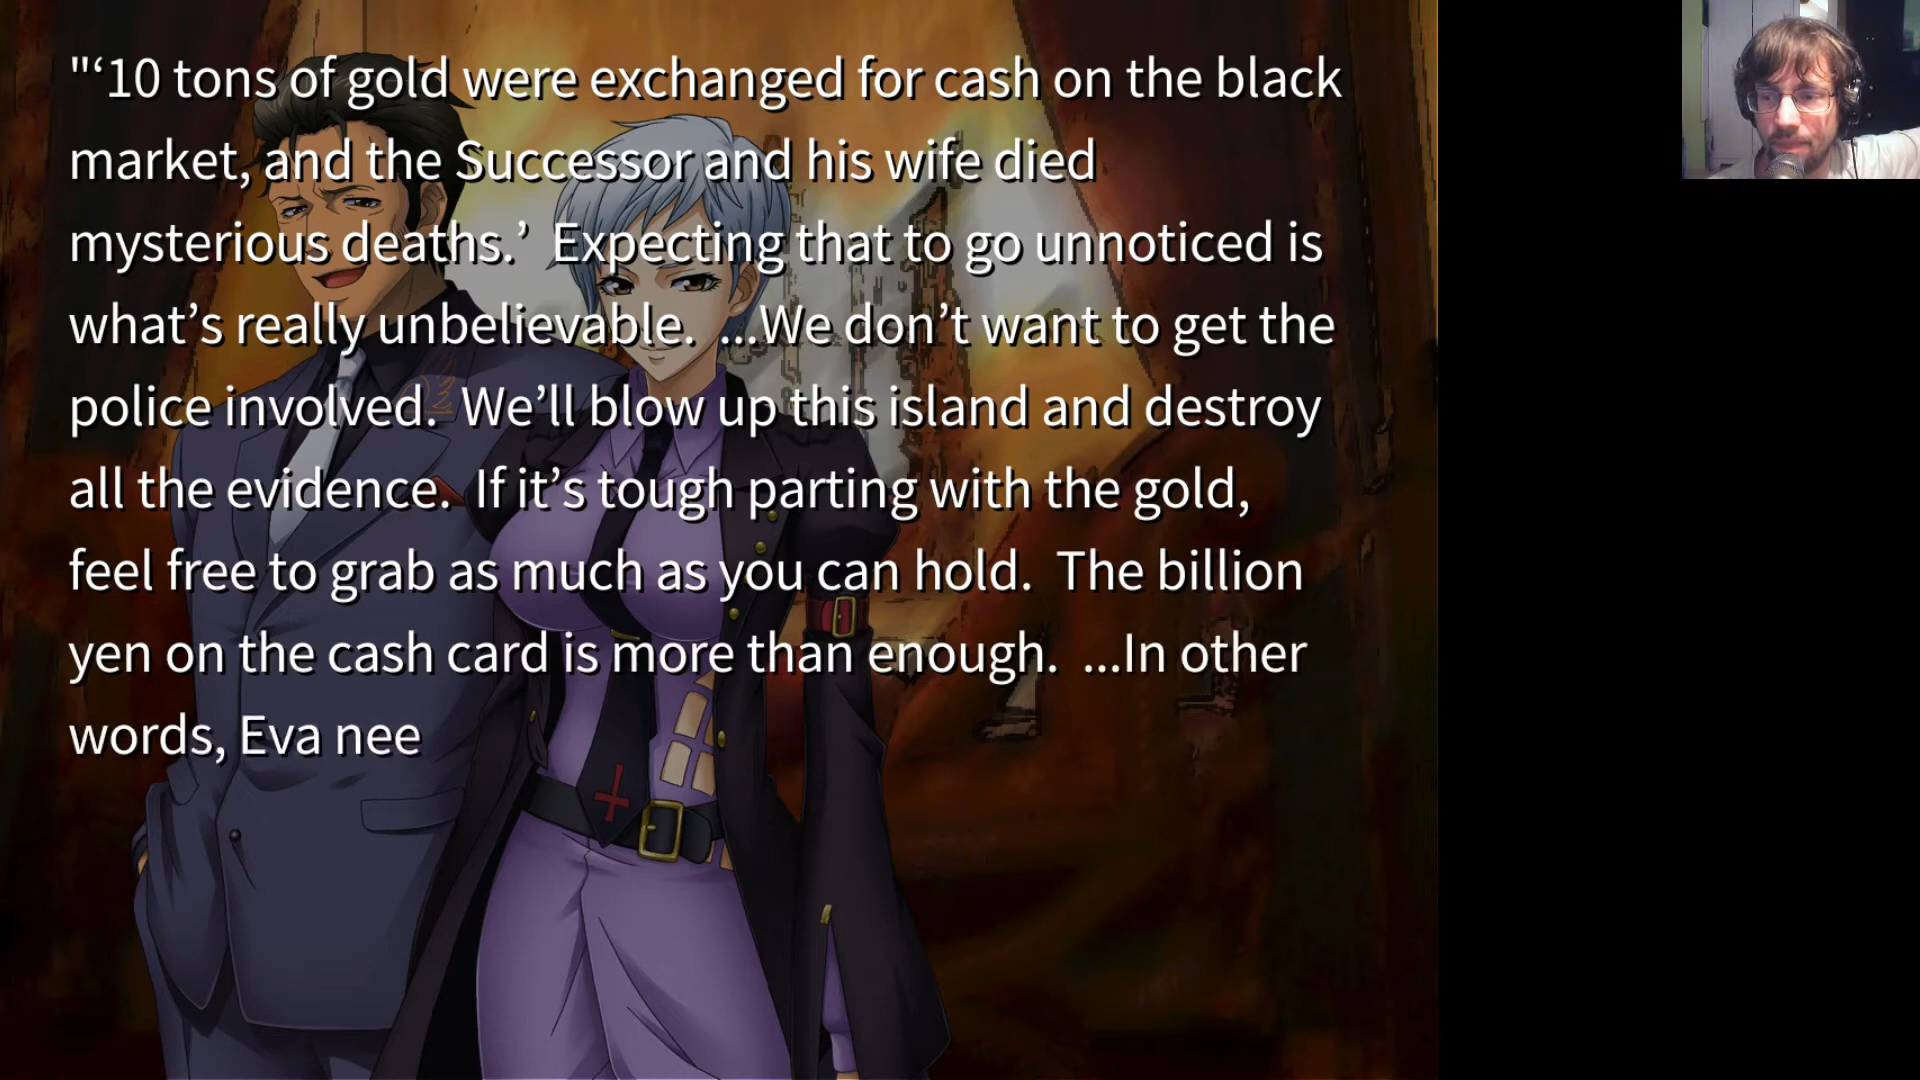 "‘10 tons of gold were exchanged for cash on the black
market, and the Successor and his wife died
mysterious deaths.’  Expecting that to go unnoticed is
what’s really unbelievable.  ...We don’t want to get the
police involved.  We’ll blow up this island and destroy
all the evidence.  If it’s tough parting with the gold,
feel free to grab as much as you can hold.  The billion
yen on the cash card is more than enough.  ...In other
words, Eva nee